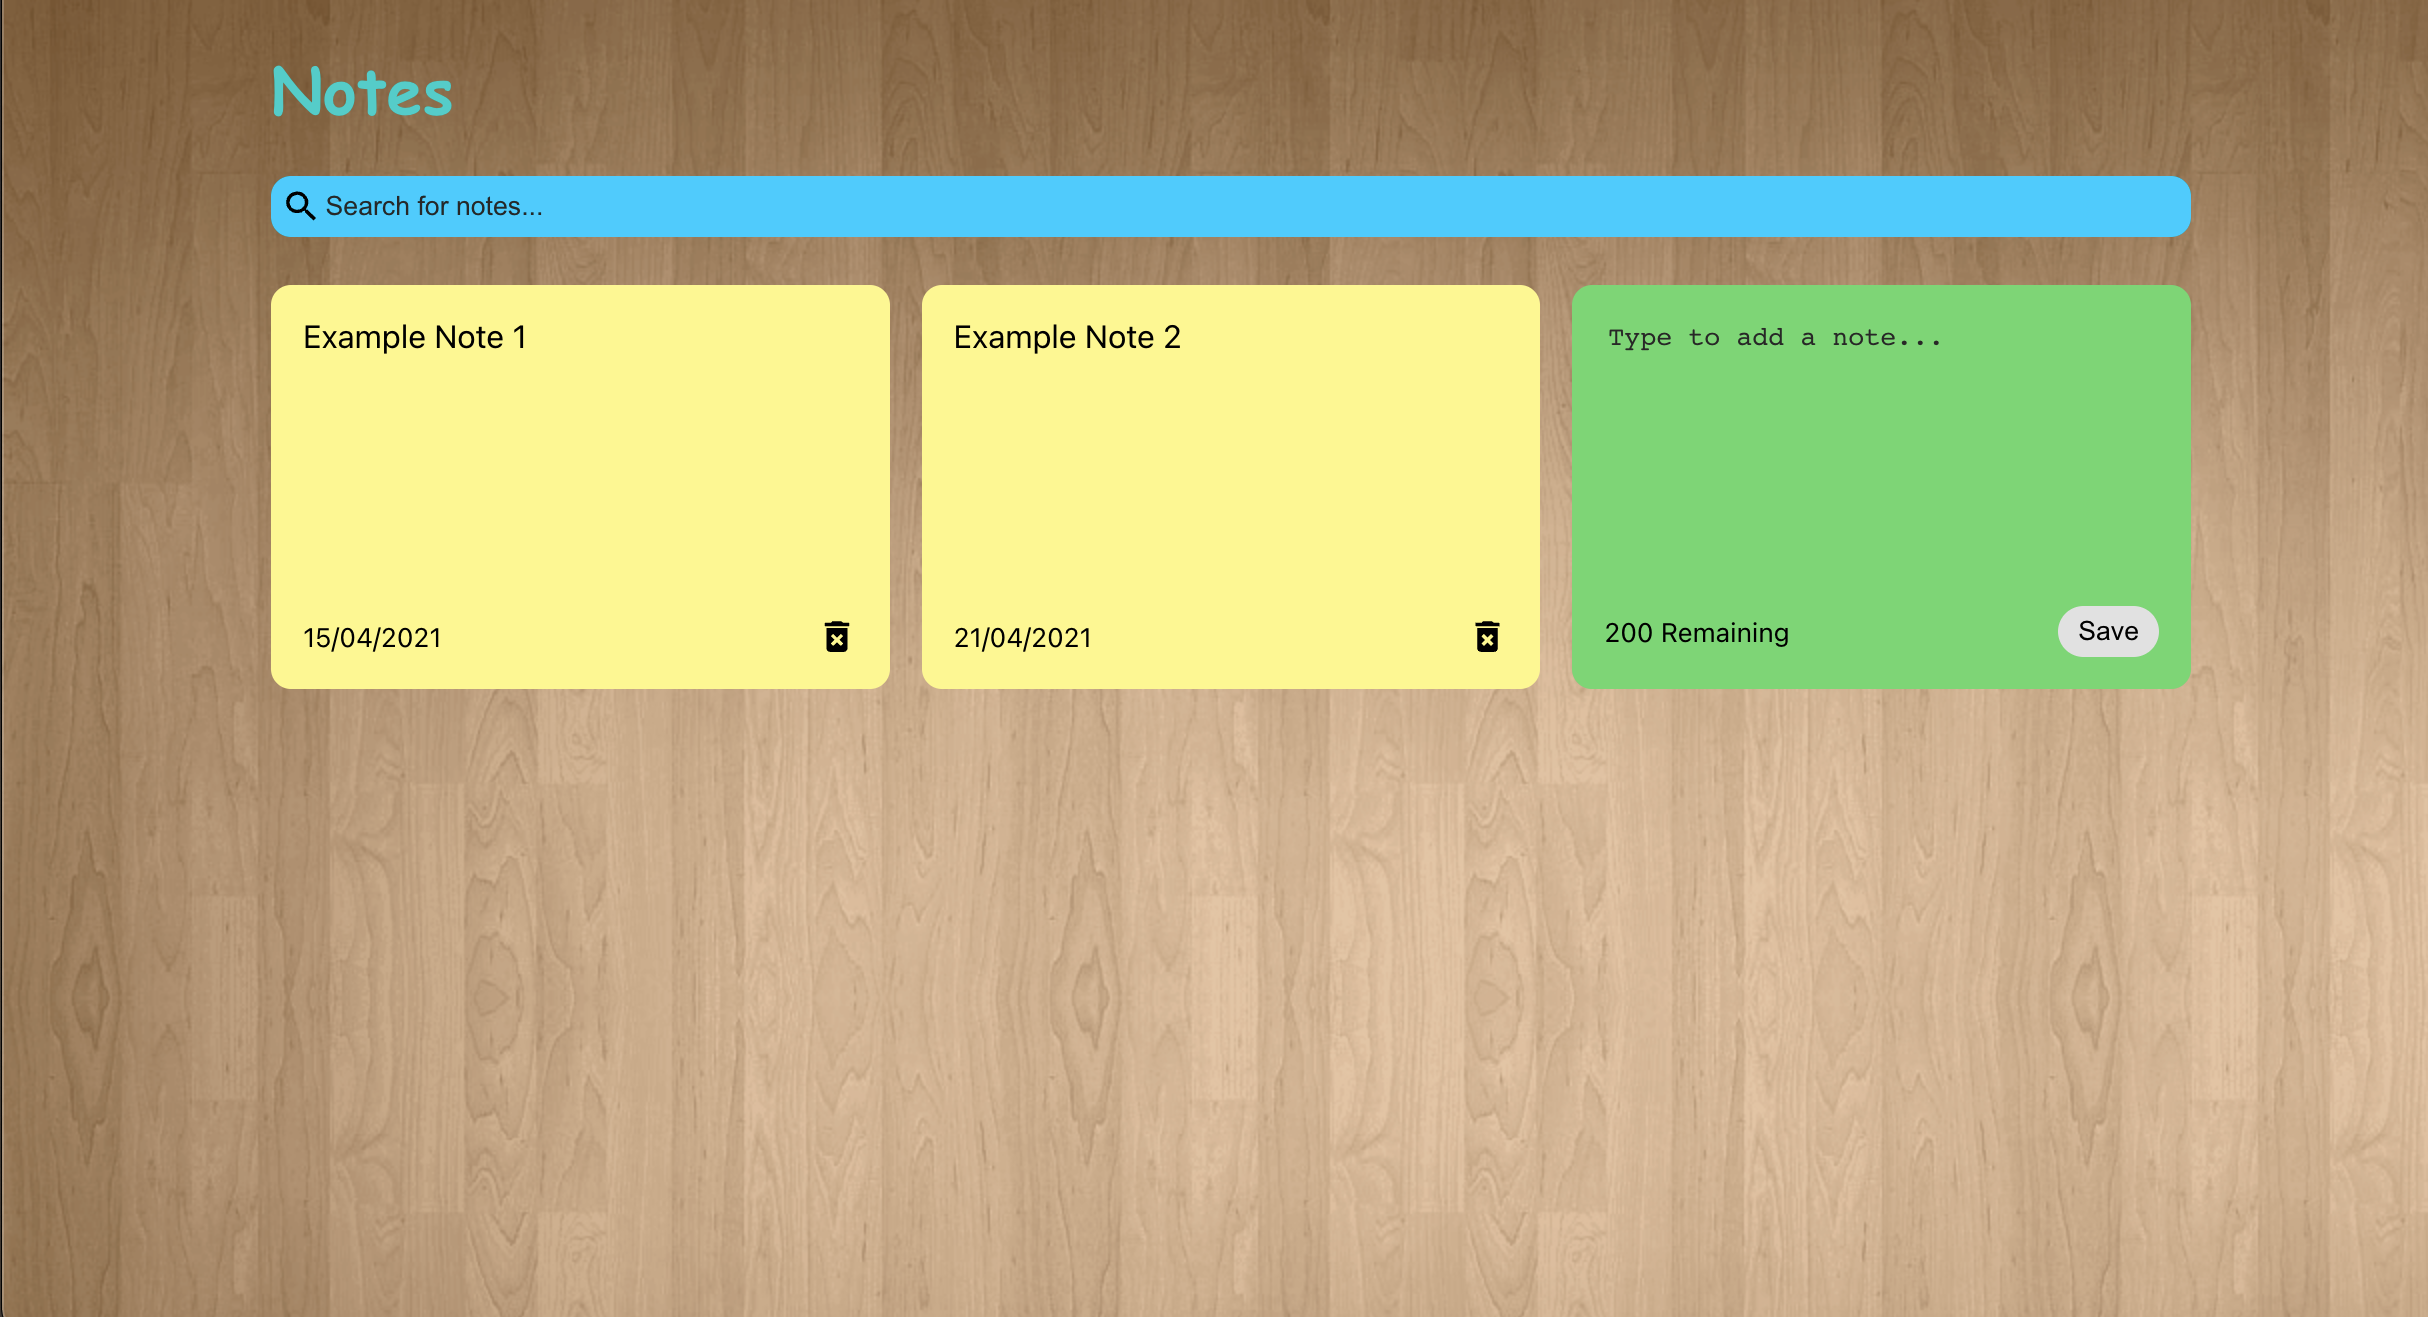 Notes
Search for notes...
Example Note 1
15/04/2021
Example Note 2
21/04/2021
Type to add a note...
200 Remaining
Save